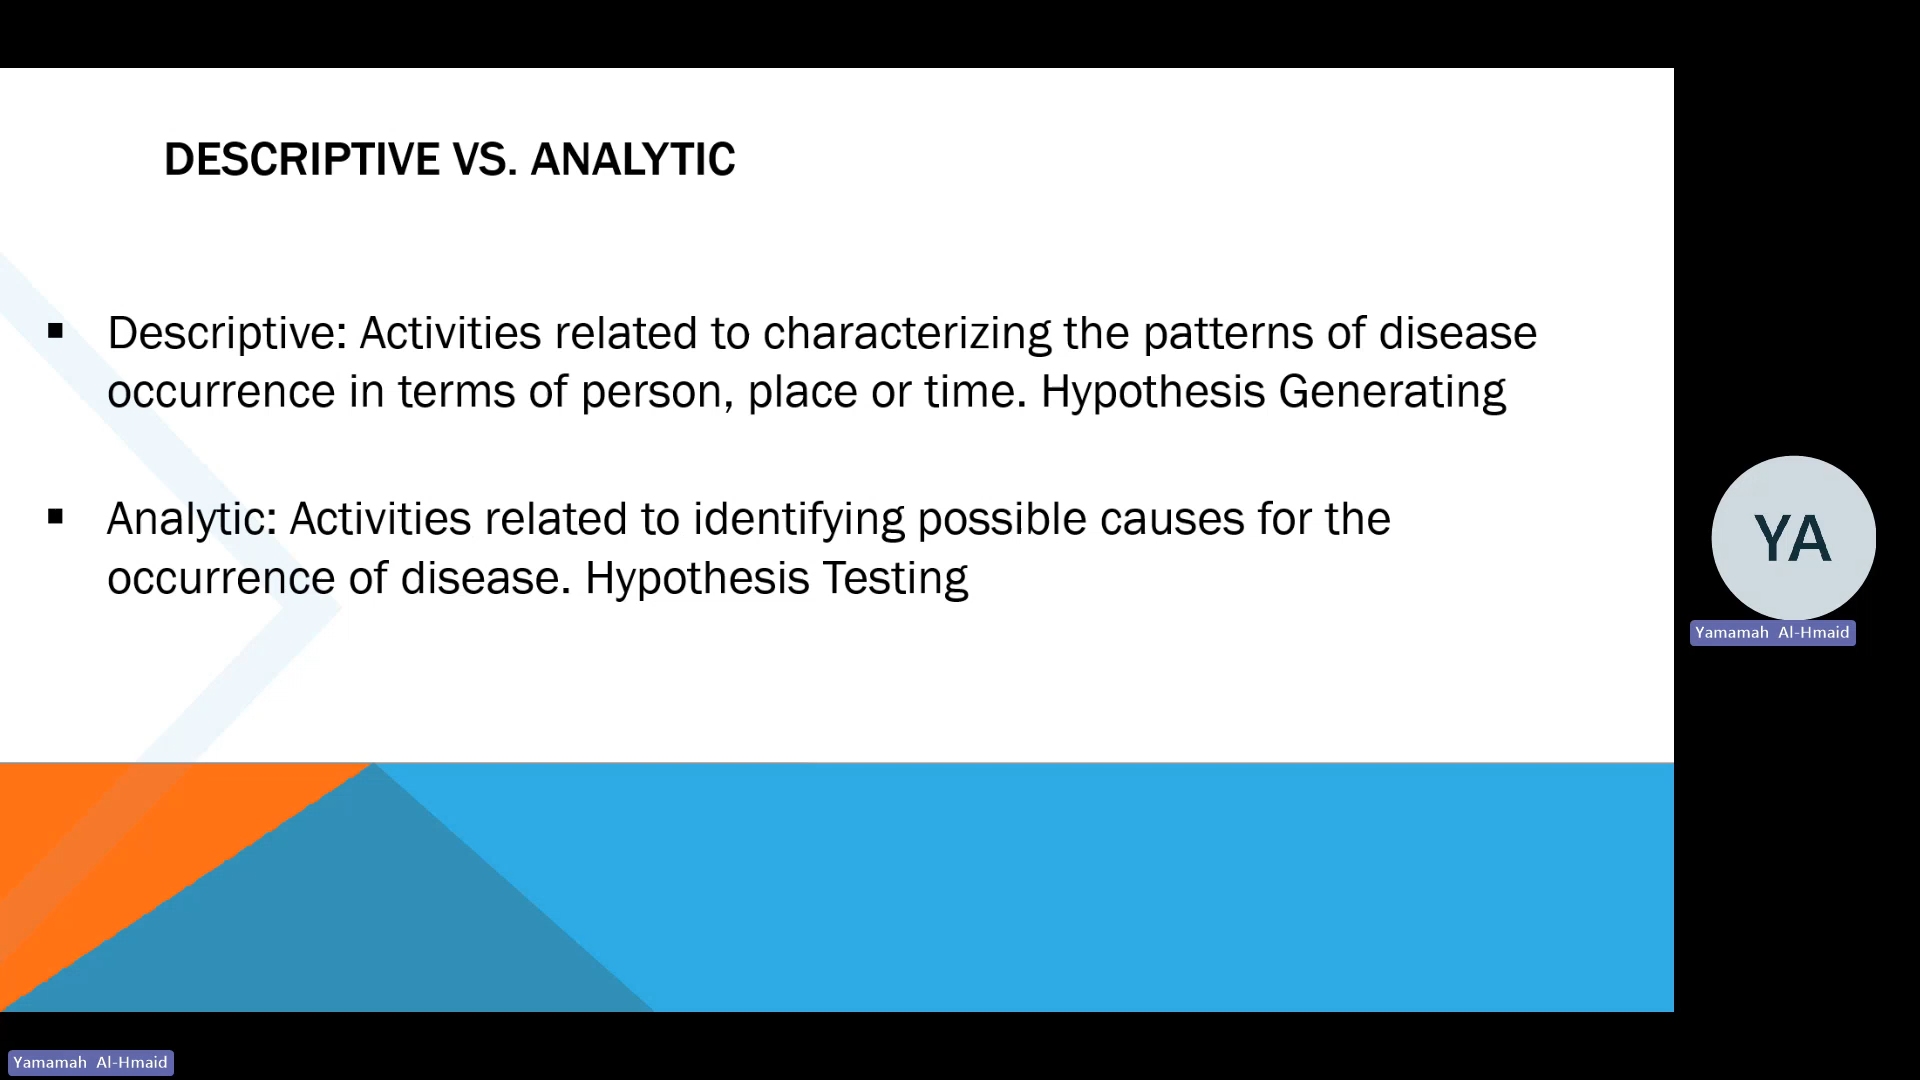 DESCRIPTIVE VS. ANALYTIC
▪ Descriptive: Activities related to characterizing the patterns of disease
occurrence in terms of person, place or time. Hypothesis Generating
▪ Analytic: Activities related to identifying possible causes for the
occurrence of disease. Hypothesis Testing
YA
Yamamah Al-Hmaid
Yamamah Al-Hmaid